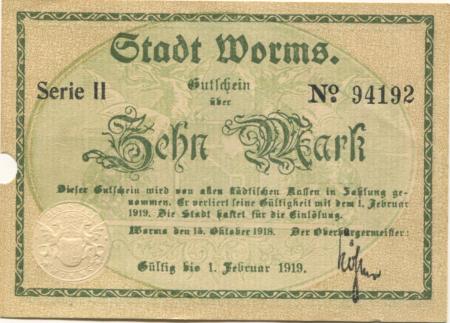 Stadt Worms.
Gutschein
Serie II
über
No. 94192
Zehn Mark
Dieser Gutschein wird von allen städtischen Kassen in Zahlung ge-
nommen. Er verliert seine Gültigkeit mit dem 1. Februar
1919. Die Stadt haftet für die Einlösung.
Worms den 15. Oktober 1918. Der Oberbürgermeister:
Gültig bis 1. Februar 1919.